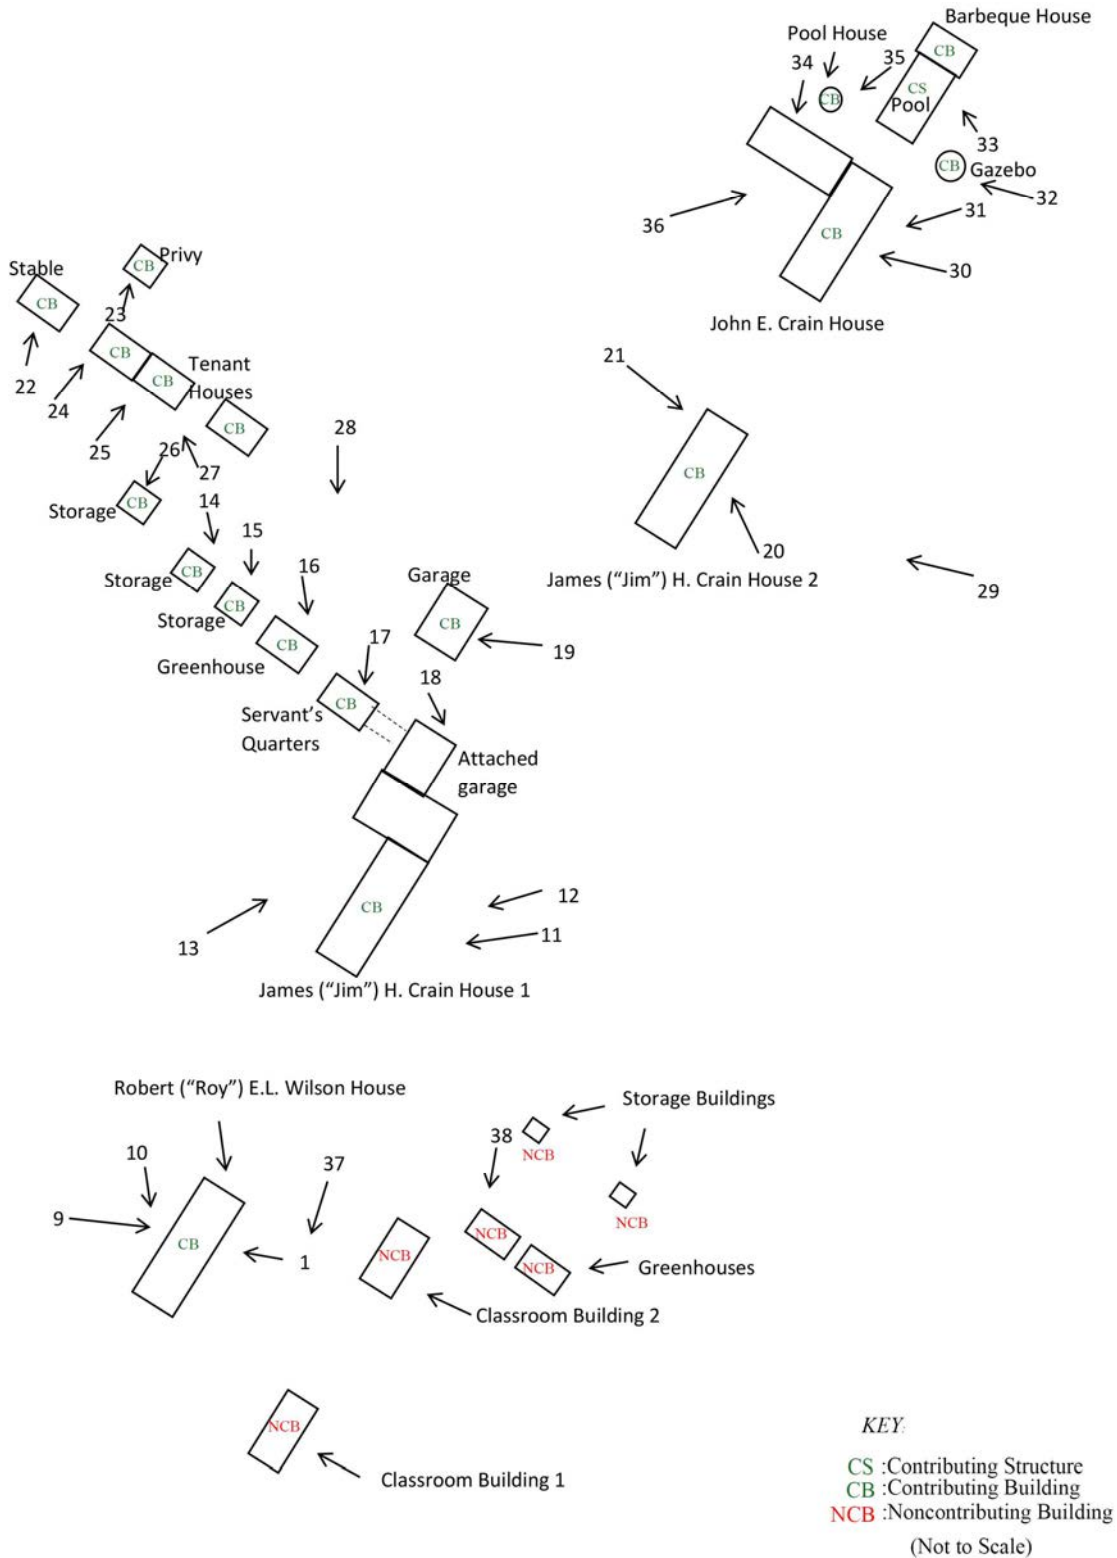 Barbeque House
Pool House
34
35
CB
CB
CS
Pool
33
CB
Gazebo
32
31
36
CB
30
John E. Crain House
Privy
Stable
CB
CB
23
CB
Tenant
CB
Houses
22
24
25
CB
28
21
26
27
CB
Storage
14
15
16
CB
20
James (“Jim”) H. Crain House 2
29
CB
Storage
CB
Storage
CB
Greenhouse
Garage
CB
19
17
18
CB
Servant’s
Quarters
Attached
garage
12
CB
11
13
James (“Jim”) H. Crain House 1
Robert (“Roy”) E.L. Wilson House
Storage Buildings
38
NCB
10
37
9
NCB
CB
1
NCB
NCB
NCB
Greenhouses
Classroom Building 2
NCB
Classroom Building 1
KEY:
CS :Contributing Structure
CB :Contributing Building
NCB :Noncontributing Building
(Not to Scale)